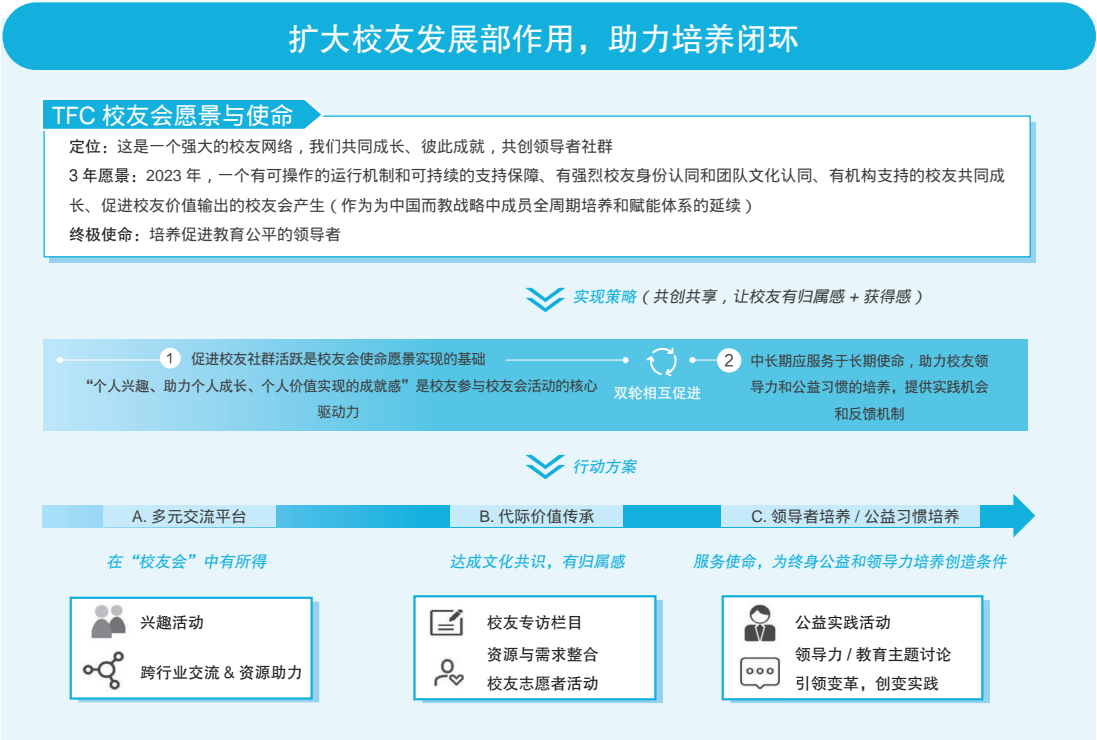 扩大校友发展部作用，助力培养闭环
TFC 校友会愿景与使命
定位：这是一个强大的校友网络，我们共同成长、彼此成就，共创领导者社群
3 年愿景：2023 年，一个有可操作的运行机制和可持续的支持保障、有强烈校友身份认同和团队文化认同、有机构支持的校友共同成
长、促进校友价值输出的校友会产生（作为为中国而教战略中成员全周期培养和赋能体系的延续）
终极使命：培养促进教育公平的领导者
实现策略（共创共享，让校友有归属感 + 获得感）
1 促进校友社群活跃是校友会使命愿景实现的基础
“个人兴趣、助力个人成长、个人价值实现的成就感”是校友参与校友会活动的核心
驱动力
双轮相互促进
2 中长期应服务于长期使命，助力校友领
导力和公益习惯的培养，提供实践机会
和反馈机制
行动方案
A. 多元交流平台
B. 代际价值传承
C. 领导者培养 / 公益习惯培养
在“校友会”中有所得
达成文化共识，有归属感
服务使命，为终身公益和领导力培养创造条件
兴趣活动
跨行业交流 & 资源助力
校友专访栏目
资源与需求整合
校友志愿者活动
公益实践活动
领导力 / 教育主题讨论
引领变革，创变实践